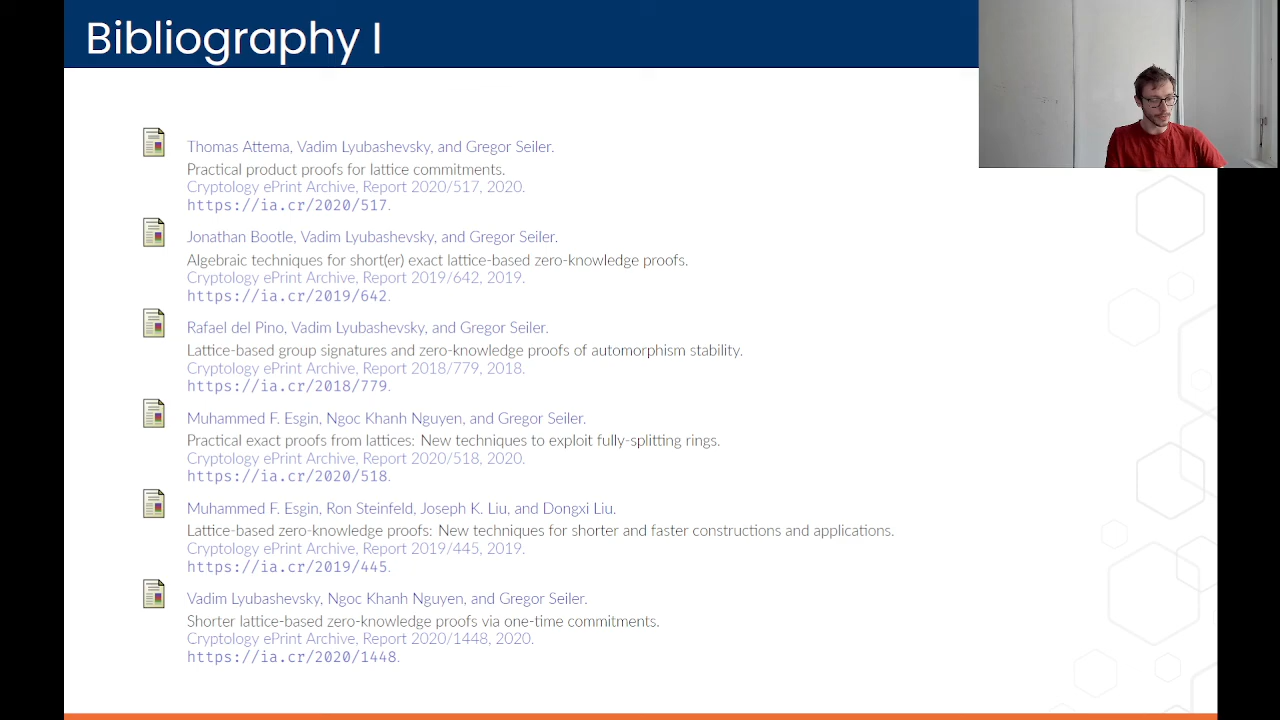 Bibliography I
Thomas Attema, Vadim Lyubashevsky, and Gregor Seiler.
Practical product proofs for lattice commitments.
Cryptology ePrint Archive, Report 2020/517, 2020.
https://ia.cr/2020/517.
Jonathan Bootle, Vadim Lyubashevsky, and Gregor Seiler.
Algebraic techniques for short(er) exact lattice-based zero-knowledge proofs.
Cryptology ePrint Archive, Report 2019/642, 2019.
https://ia.cr/2019/642.
Rafael del Pino, Vadim Lyubashevsky, and Gregor Seiler.
Lattice-based group signatures and zero-knowledge proofs of automorphism stability.
Cryptology ePrint Archive, Report 2018/779, 2018.
https://ia.cr/2018/779.
Muhammed F. Esgin, Ngoc Khanh Nguyen, and Gregor Seiler.
Practical exact proofs from lattices: New techniques to exploit fully-splitting rings.
Cryptology ePrint Archive, Report 2020/518, 2020.
https://ia.cr/2020/518.
Muhammed F. Esgin, Ron Steinfeld, Joseph K. Liu, and Dongxi Liu.
Lattice-based zero-knowledge proofs: New techniques for shorter and faster constructions and applications.
Cryptology ePrint Archive, Report 2019/445, 2019.
https://ia.cr/2019/445.
Vadim Lyubashevsky, Ngoc Khanh Nguyen, and Gregor Seiler.
Shorter lattice-based zero-knowledge proofs via one-time commitments.
Cryptology ePrint Archive, Report 2020/1448, 2020.
https://ia.cr/2020/1448.